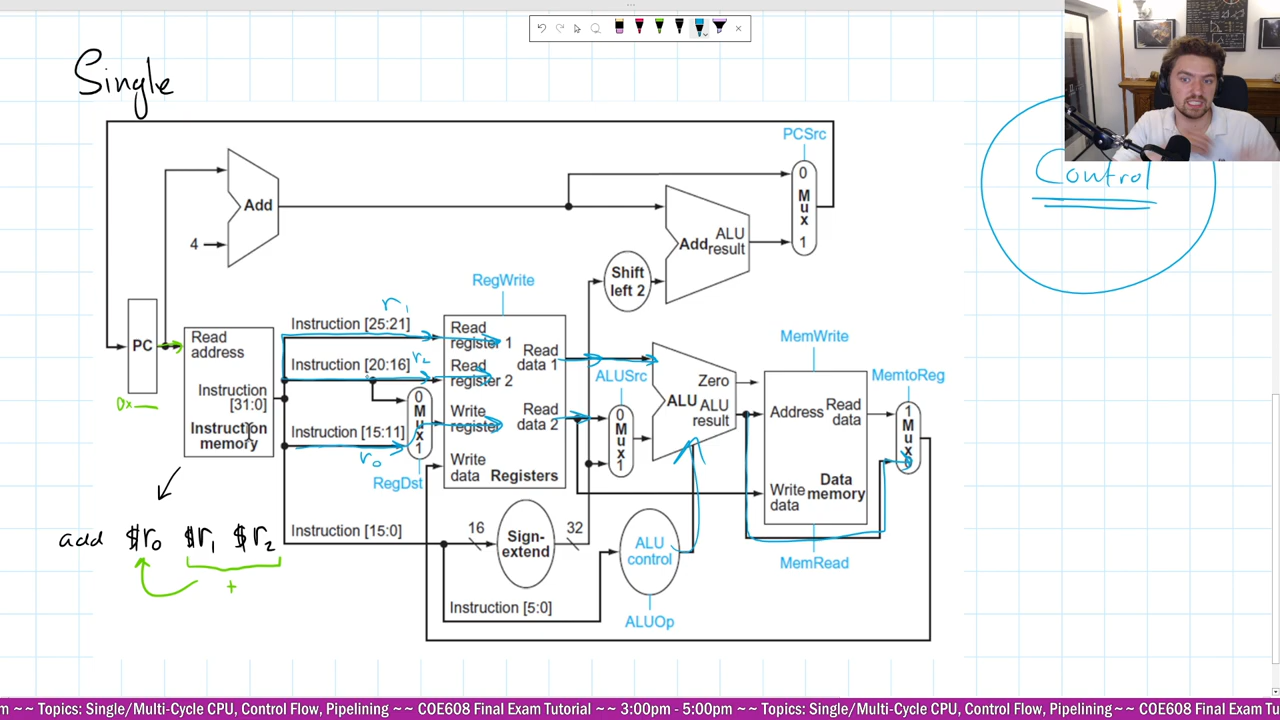 Single
Control
PCSrc
0
Mux
1
Add
4
Add ALU result
Shift left 2
RegWrite
r1
Instruction [25:21]
Read register 1
Read data 1
PC
Read address
Instruction [31:0]
Instruction memory
0x__
Instruction [20:16]
r2
Read register 2
0
Mux
1
Instruction [15:11]
r0
RegDst
Write register
Read data 2
Write data
Registers
ALUSrc
0
Mux
1
Zero
ALU
ALU result
MemWrite
Address
Read data
Write data
Data memory
MemRead
MemtoReg
1
Mux
0
add $r0 $r1 $r2
+
Instruction [15:0]
16
Sign-extend
32
ALU control
Instruction [5:0]
ALUOp
m ~~ Topics: Single/Multi-Cycle CPU, Control Flow, Pipelining ~~ COE608 Final Exam Tutorial ~~ 3:00pm - 5:00pm ~~ Topics: Single/Multi-Cycle CPU, Control Flow, Pipelining ~~ COE608 Final Exam Tu